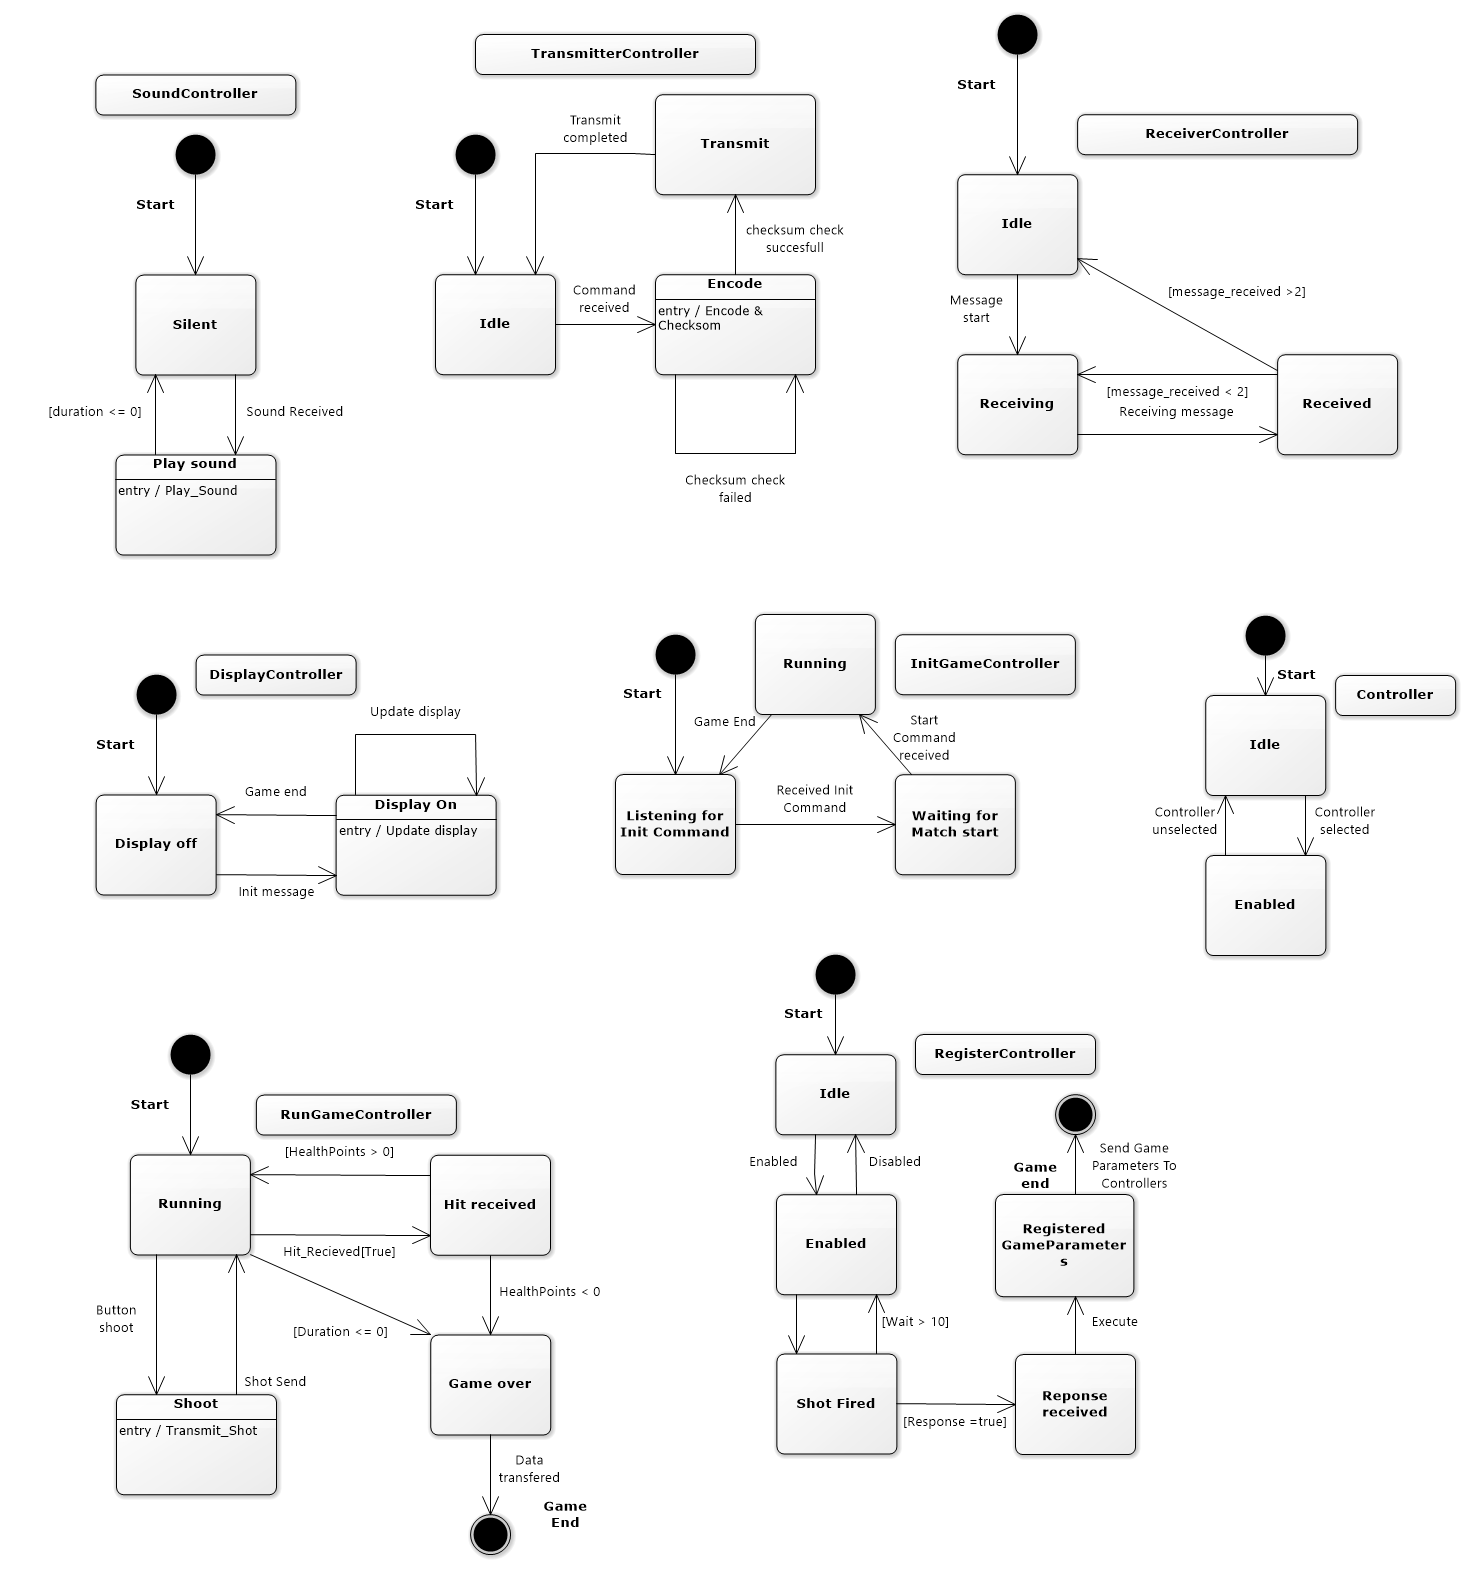 SoundController
Start
Silent
[duration <= 0]
Sound Received
Play sound
entry / Play_Sound
TransmitterController
Transmit
completed
Transmit
Start
checksum check
succesfull
Idle
Command
received
Encode
entry / Encode &
Checksom
Checksum check
failed
Start
ReceiverController
Idle
Message
start
[message_received >2]
Receiving
[message_received < 2]
Receiving message
Received
DisplayController
Start
Update display
Game end
Display off
Display On
entry / Update display
Init message
Start
Running
InitGameController
Game End
Start
Command
received
Listening for
Init Command
Received Init
Command
Waiting for
Match start
Start
Controller
Idle
Controller
unselected
Controller
selected
Enabled
Start
RunGameController
[HealthPoints > 0]
Running
Hit received
Hit_Recieved[True]
HealthPoints < 0
Button
shoot
[Duration <= 0]
Shot Send
Game over
Shoot
entry / Transmit_Shot
Data
transfered
Game
End
Start
RegisterController
Idle
Enabled
Disabled
Game
end
Send Game
Parameters To
Controllers
Enabled
Registered
GameParameter
s
[Wait > 10]
Execute
Shot Fired
[Response =true]
Reponse
received